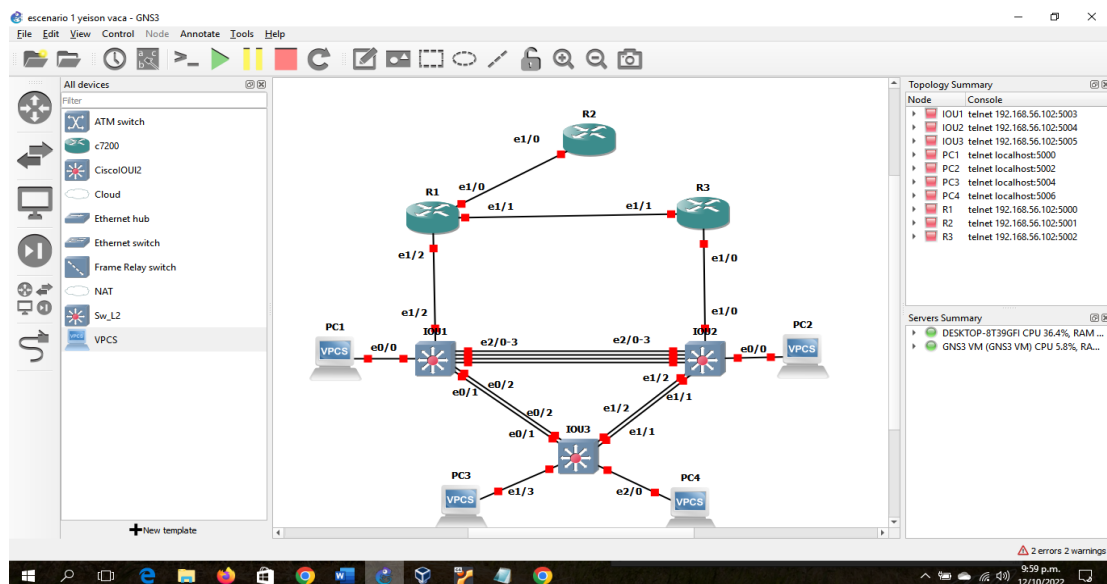 escenario 1 yeison vaca - GNS3
File Edit View Control Node Annotate Tools Help
All devices
Filter
ATM switch
c7200
CiscoIOUl2
Cloud
Ethernet hub
Ethernet switch
Frame Relay switch
NAT
Sw_L2
VPCS
New template
R2
e1/0
R1
e1/0
e1/1
e1/1
R3
e1/2
e1/0
e1/2
e1/0
PC1
IOU1
IOU2
PC2
VPCS
e0/0
e2/0-3
e2/0-3
e0/0
VPCS
e0/2
e0/1
e1/2
e1/1
e0/2
e1/2
e0/1
IOU3
e1/1
PC3
PC4
VPCS
e1/3
e2/0
VPCS
Topology Summary
Node Console
IOU1 telnet 192.168.56.102:5003
IOU2 telnet 192.168.56.102:5004
IOU3 telnet 192.168.56.102:5005
PC1 telnet localhost:5000
PC2 telnet localhost:5002
PC3 telnet localhost:5004
PC4 telnet localhost:5006
R1 telnet 192.168.56.102:5000
R2 telnet 192.168.56.102:5001
R3 telnet 192.168.56.102:5002
Servers Summary
DESKTOP-8T39GFI CPU 36.4%, RAM ...
GNS3 VM (GNS3 VM) CPU 5.8%, RA...
2 errors 2 warnings
9:59 p.m.
12/10/2022